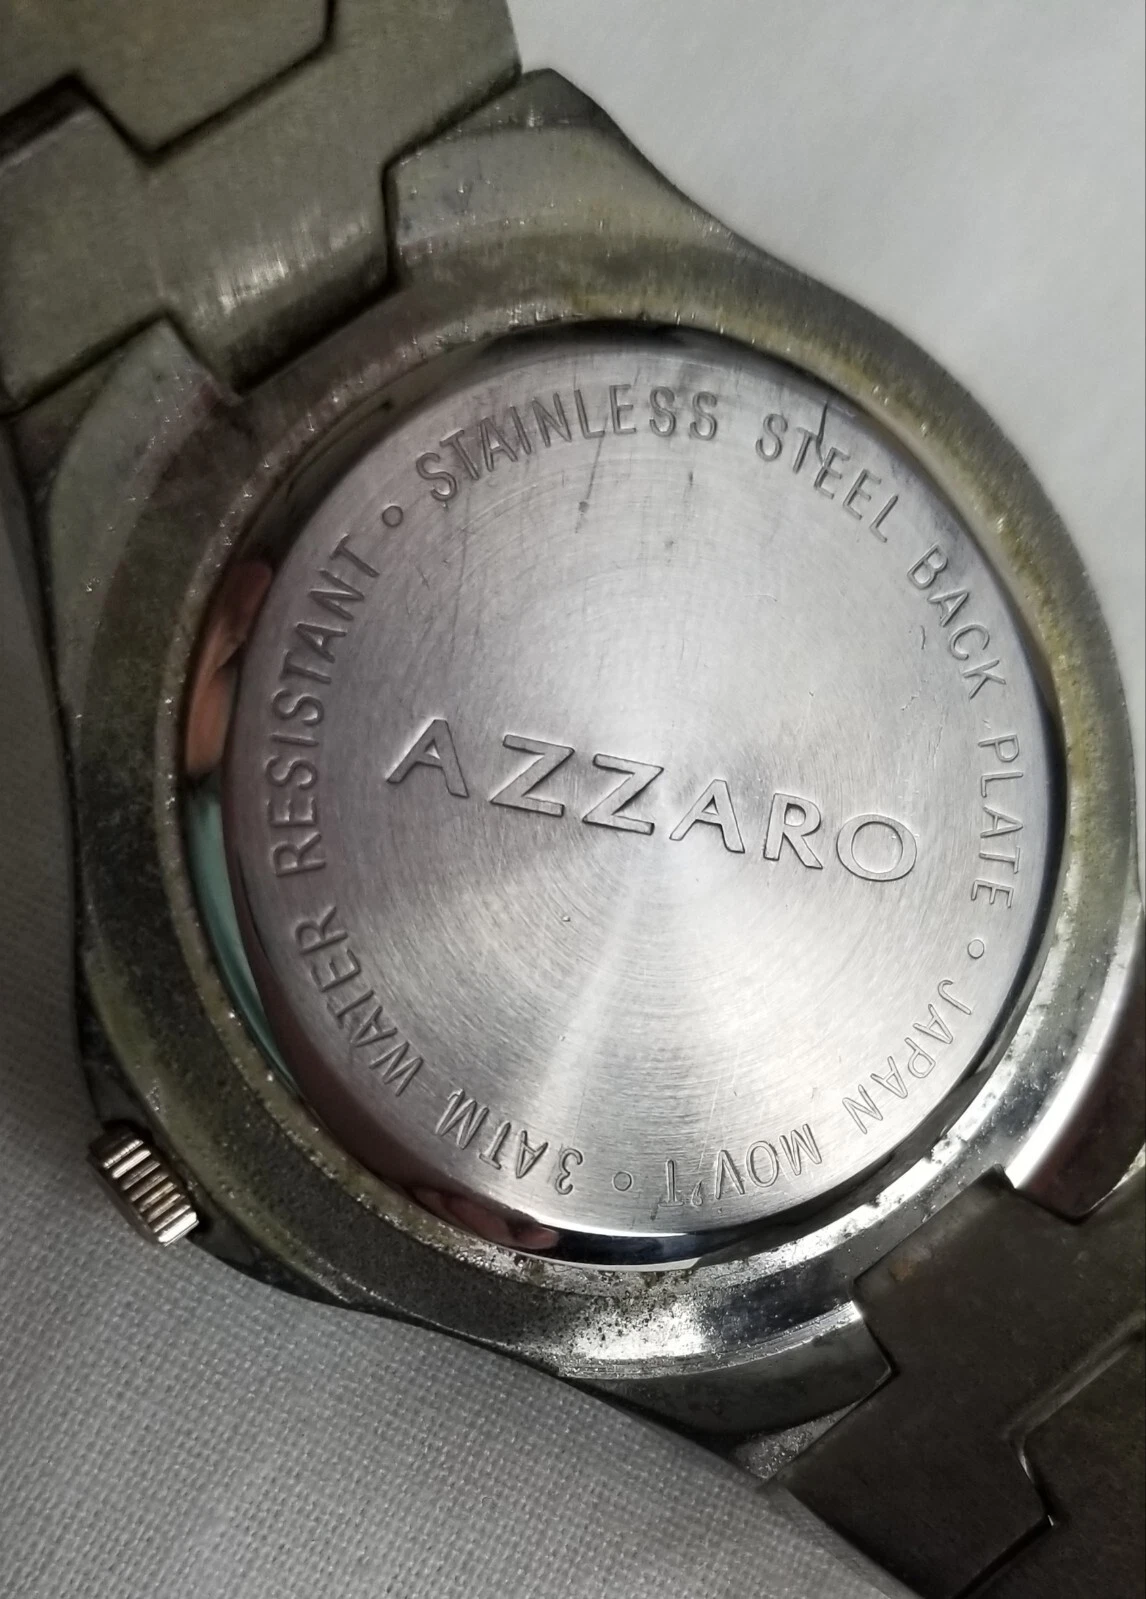 STAINLESS STEEL BACK PLATE • JAPAN MOV'T • 3ATM WATER RESISTANT •
AZZARO